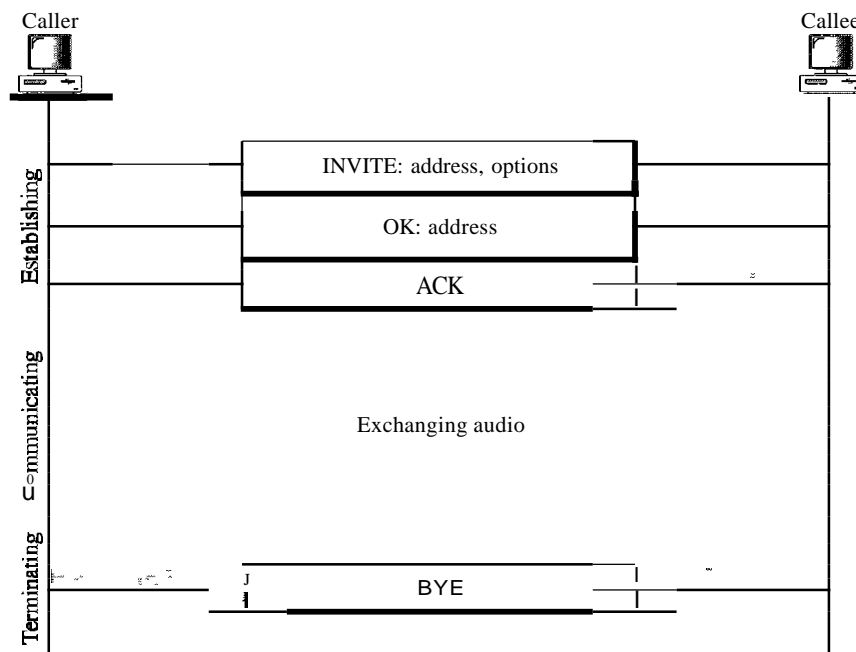 Caller
Callee
Establishing
INVITE: address, options
OK: address
ACK
Communicating
Exchanging audio
Terminating
BYE